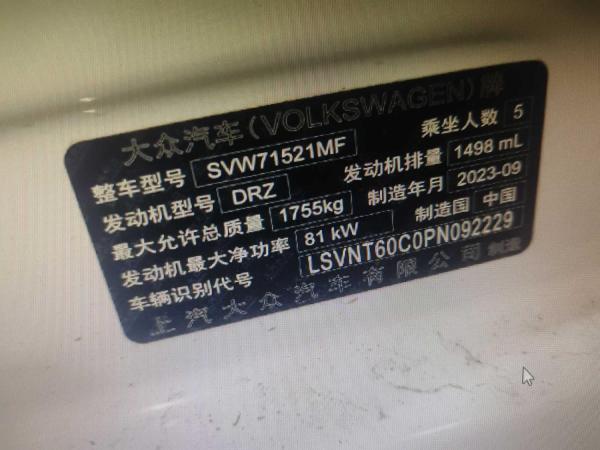 大众汽车(VOLKSWAGEN)牌
整车型号 SVW71521MF 乘坐人数 5
发动机型号 DRZ 发动机排量 1498 mL
最大允许总质量 1755kg 制造年月 2023-09
发动机最大净功率 81 kW 制造国 中国
车辆识别代号 LSVNT60C0PN092229
上汽大众汽车有限公司 制造